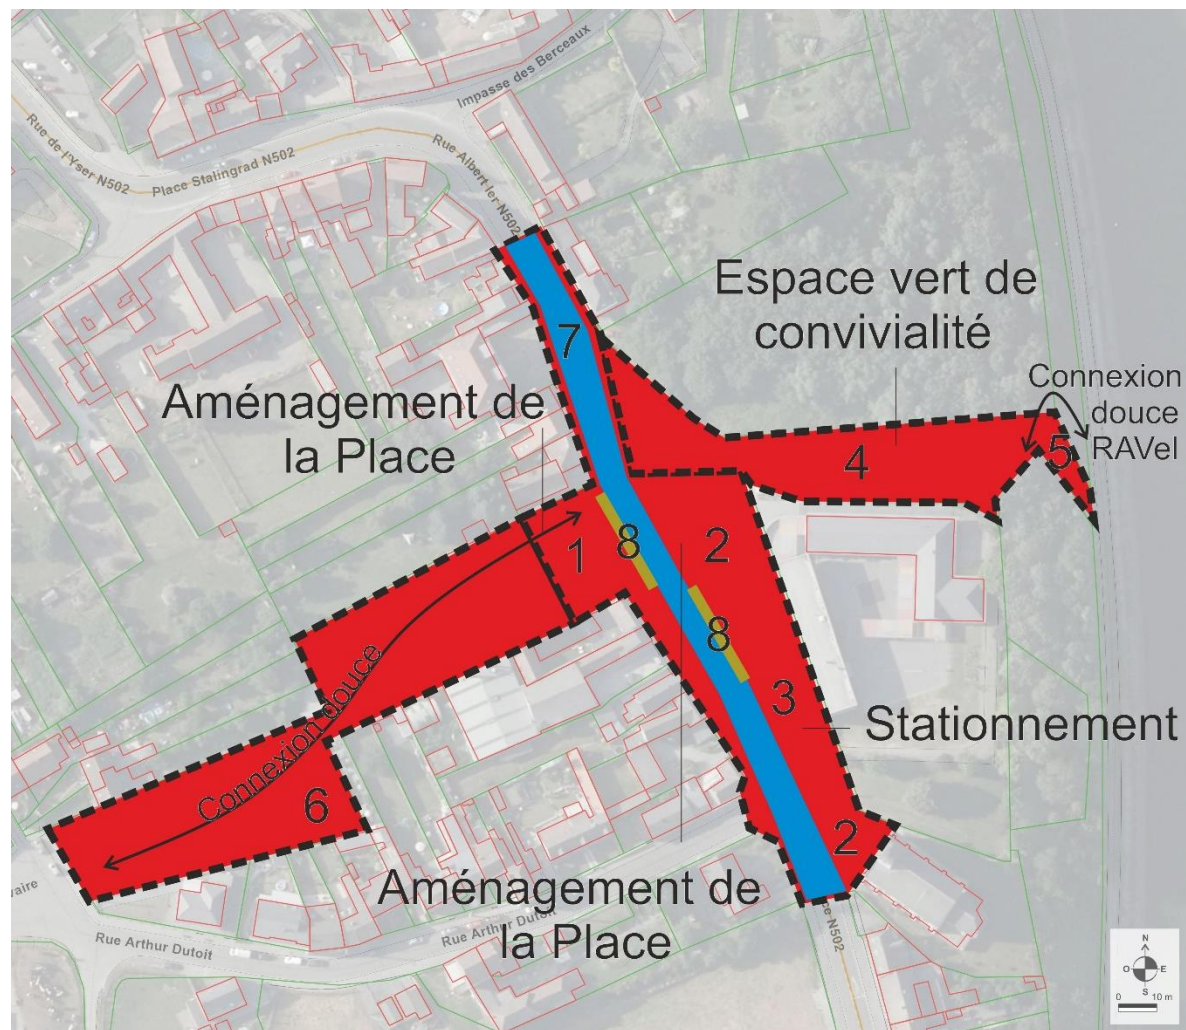 Impasse des Berceaux
Rue de l'Yser N502
Place Stalingrad N502
Rue Albert Ier N502
Espace vert de
convivialité
7
Connexion
douce
RAVel
Aménagement de
la Place
4
5
1
8
2
8
3
Stationnement
Connexion douce
6
2
Aménagement de
la Place
Rue Arthur Dutoit
Rue Arthur Dutoit
N502
N
O
E
S
0 10 m